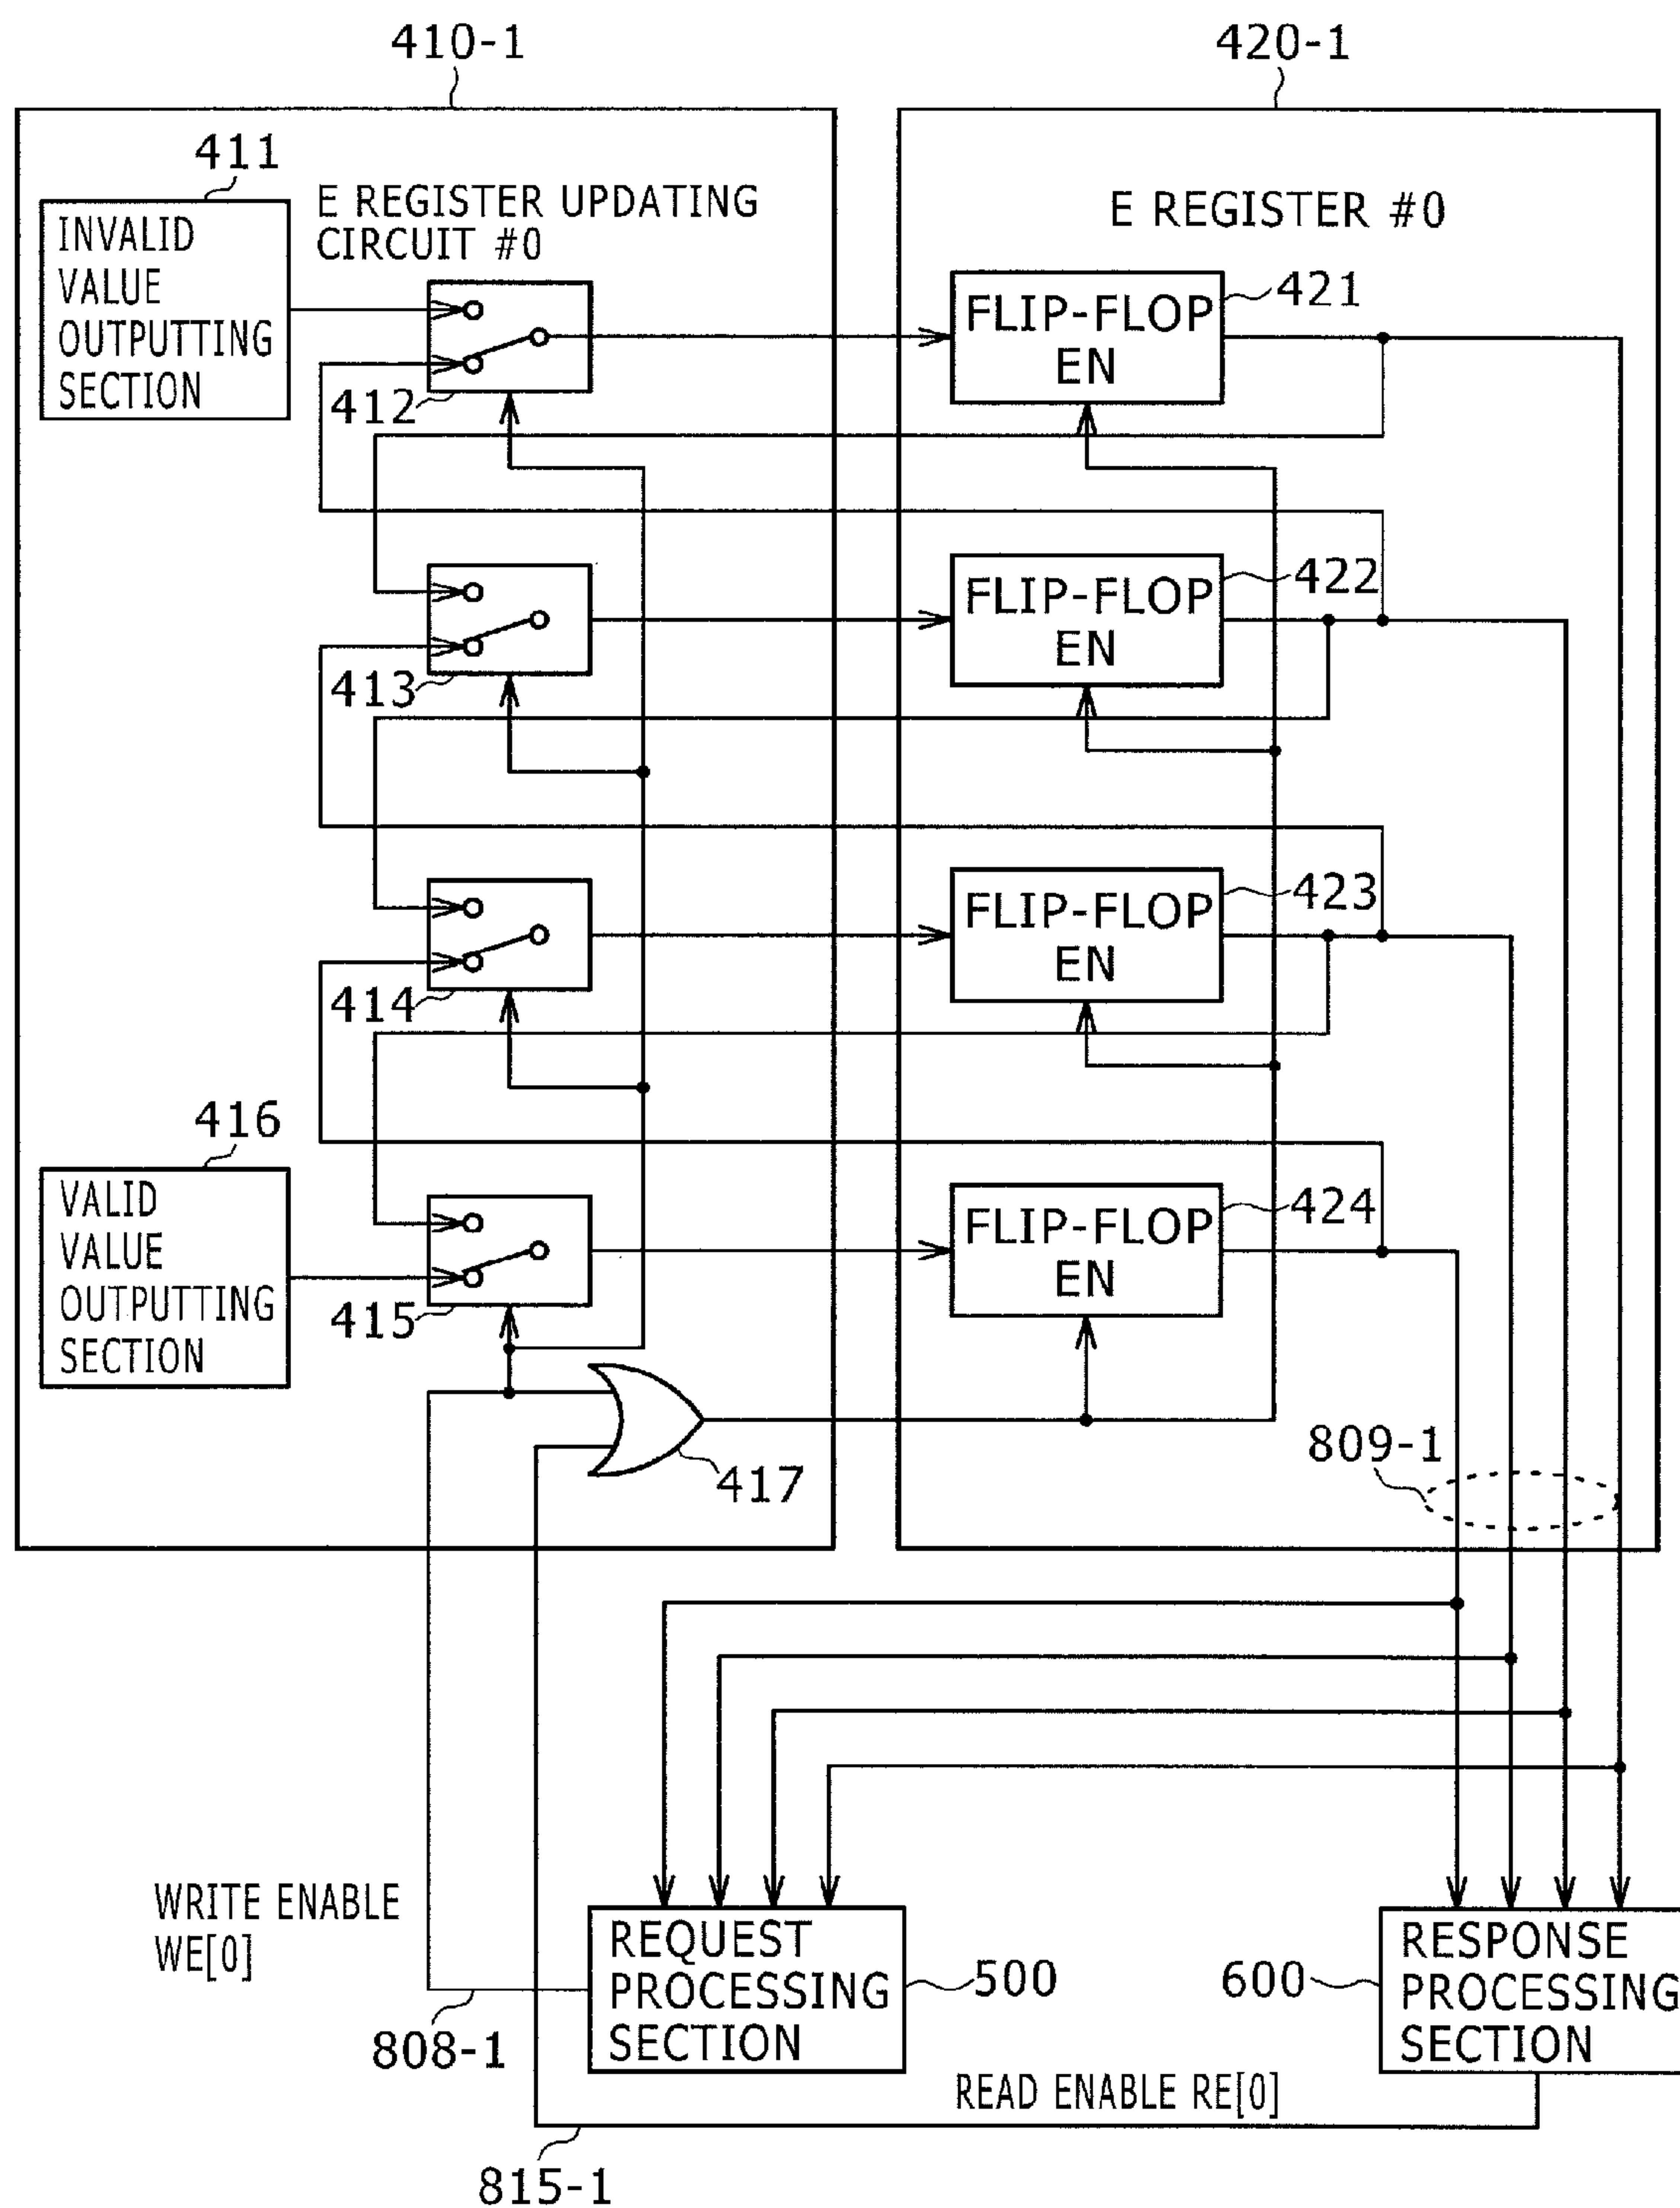 410-1
420-1
411
E REGISTER UPDATING
CIRCUIT #0
INVALID
VALUE
OUTPUTTING
SECTION
E REGISTER #0
FLIP-FLOP
EN
421
412
FLIP-FLOP
EN
422
413
FLIP-FLOP
EN
423
414
416
VALID
VALUE
OUTPUTTING
SECTION
FLIP-FLOP
EN
424
415
417
809-1
WRITE ENABLE
WE[0]
REQUEST
PROCESSING
SECTION
500
600
RESPONSE
PROCESSING
SECTION
808-1
READ ENABLE RE[0]
815-1